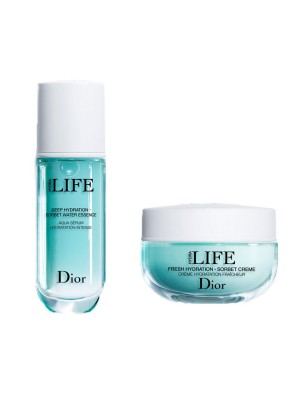 LIFE
DEEP HYDRATION -
SORBET WATER ESSENCE
AQUA SÉRUM
HYDRATATION INTENSE
Dior
LIFE
FRESH HYDRATION - SORBET CREME
CRÈME HYDRATATION FRAÎCHEUR
Dior